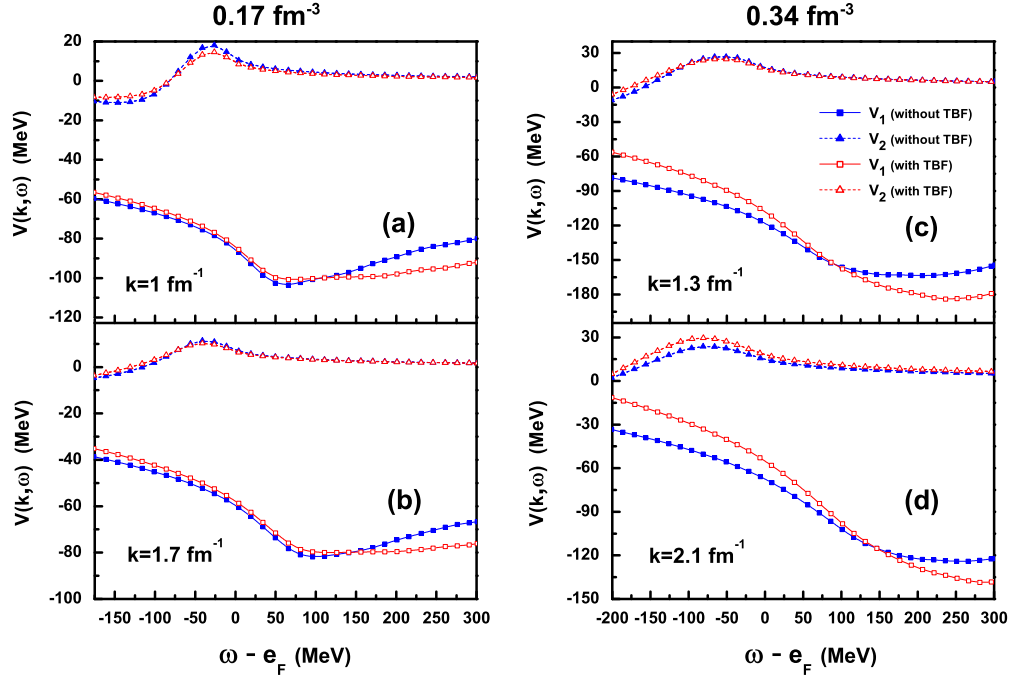 0.17 fm-3
0.34 fm-3
V(k,ω) (MeV)
20
0
-20
-40
-60
-80
-100
-120
(a)
k=1 fm-1
V(k,ω) (MeV)
30
0
-30
-60
-90
-120
-150
-180
V1 (without TBF)
V2 (without TBF)
V1 (with TBF)
V2 (with TBF)
(c)
k=1.3 fm-1
V(k,ω) (MeV)
0
-20
-40
-60
-80
-100
(b)
k=1.7 fm-1
-150 -100 -50 0 50 100 150 200 250 300
ω - eF (MeV)
V(k,ω) (MeV)
30
0
-30
-60
-90
-120
-150
(d)
k=2.1 fm-1
-200 -150 -100 -50 0 50 100 150 200 250 300
ω - eF (MeV)